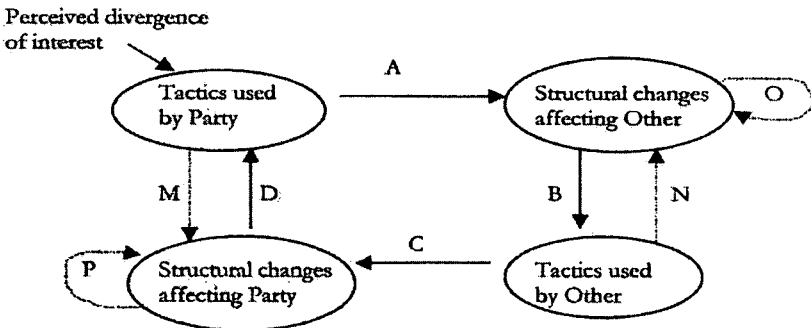 Perceived divergence
of interest
A
Tactics used
by Party
Structural changes
affecting Other
O
M
D
B
N
C
P
Structural changes
affecting Party
Tactics used
by Other